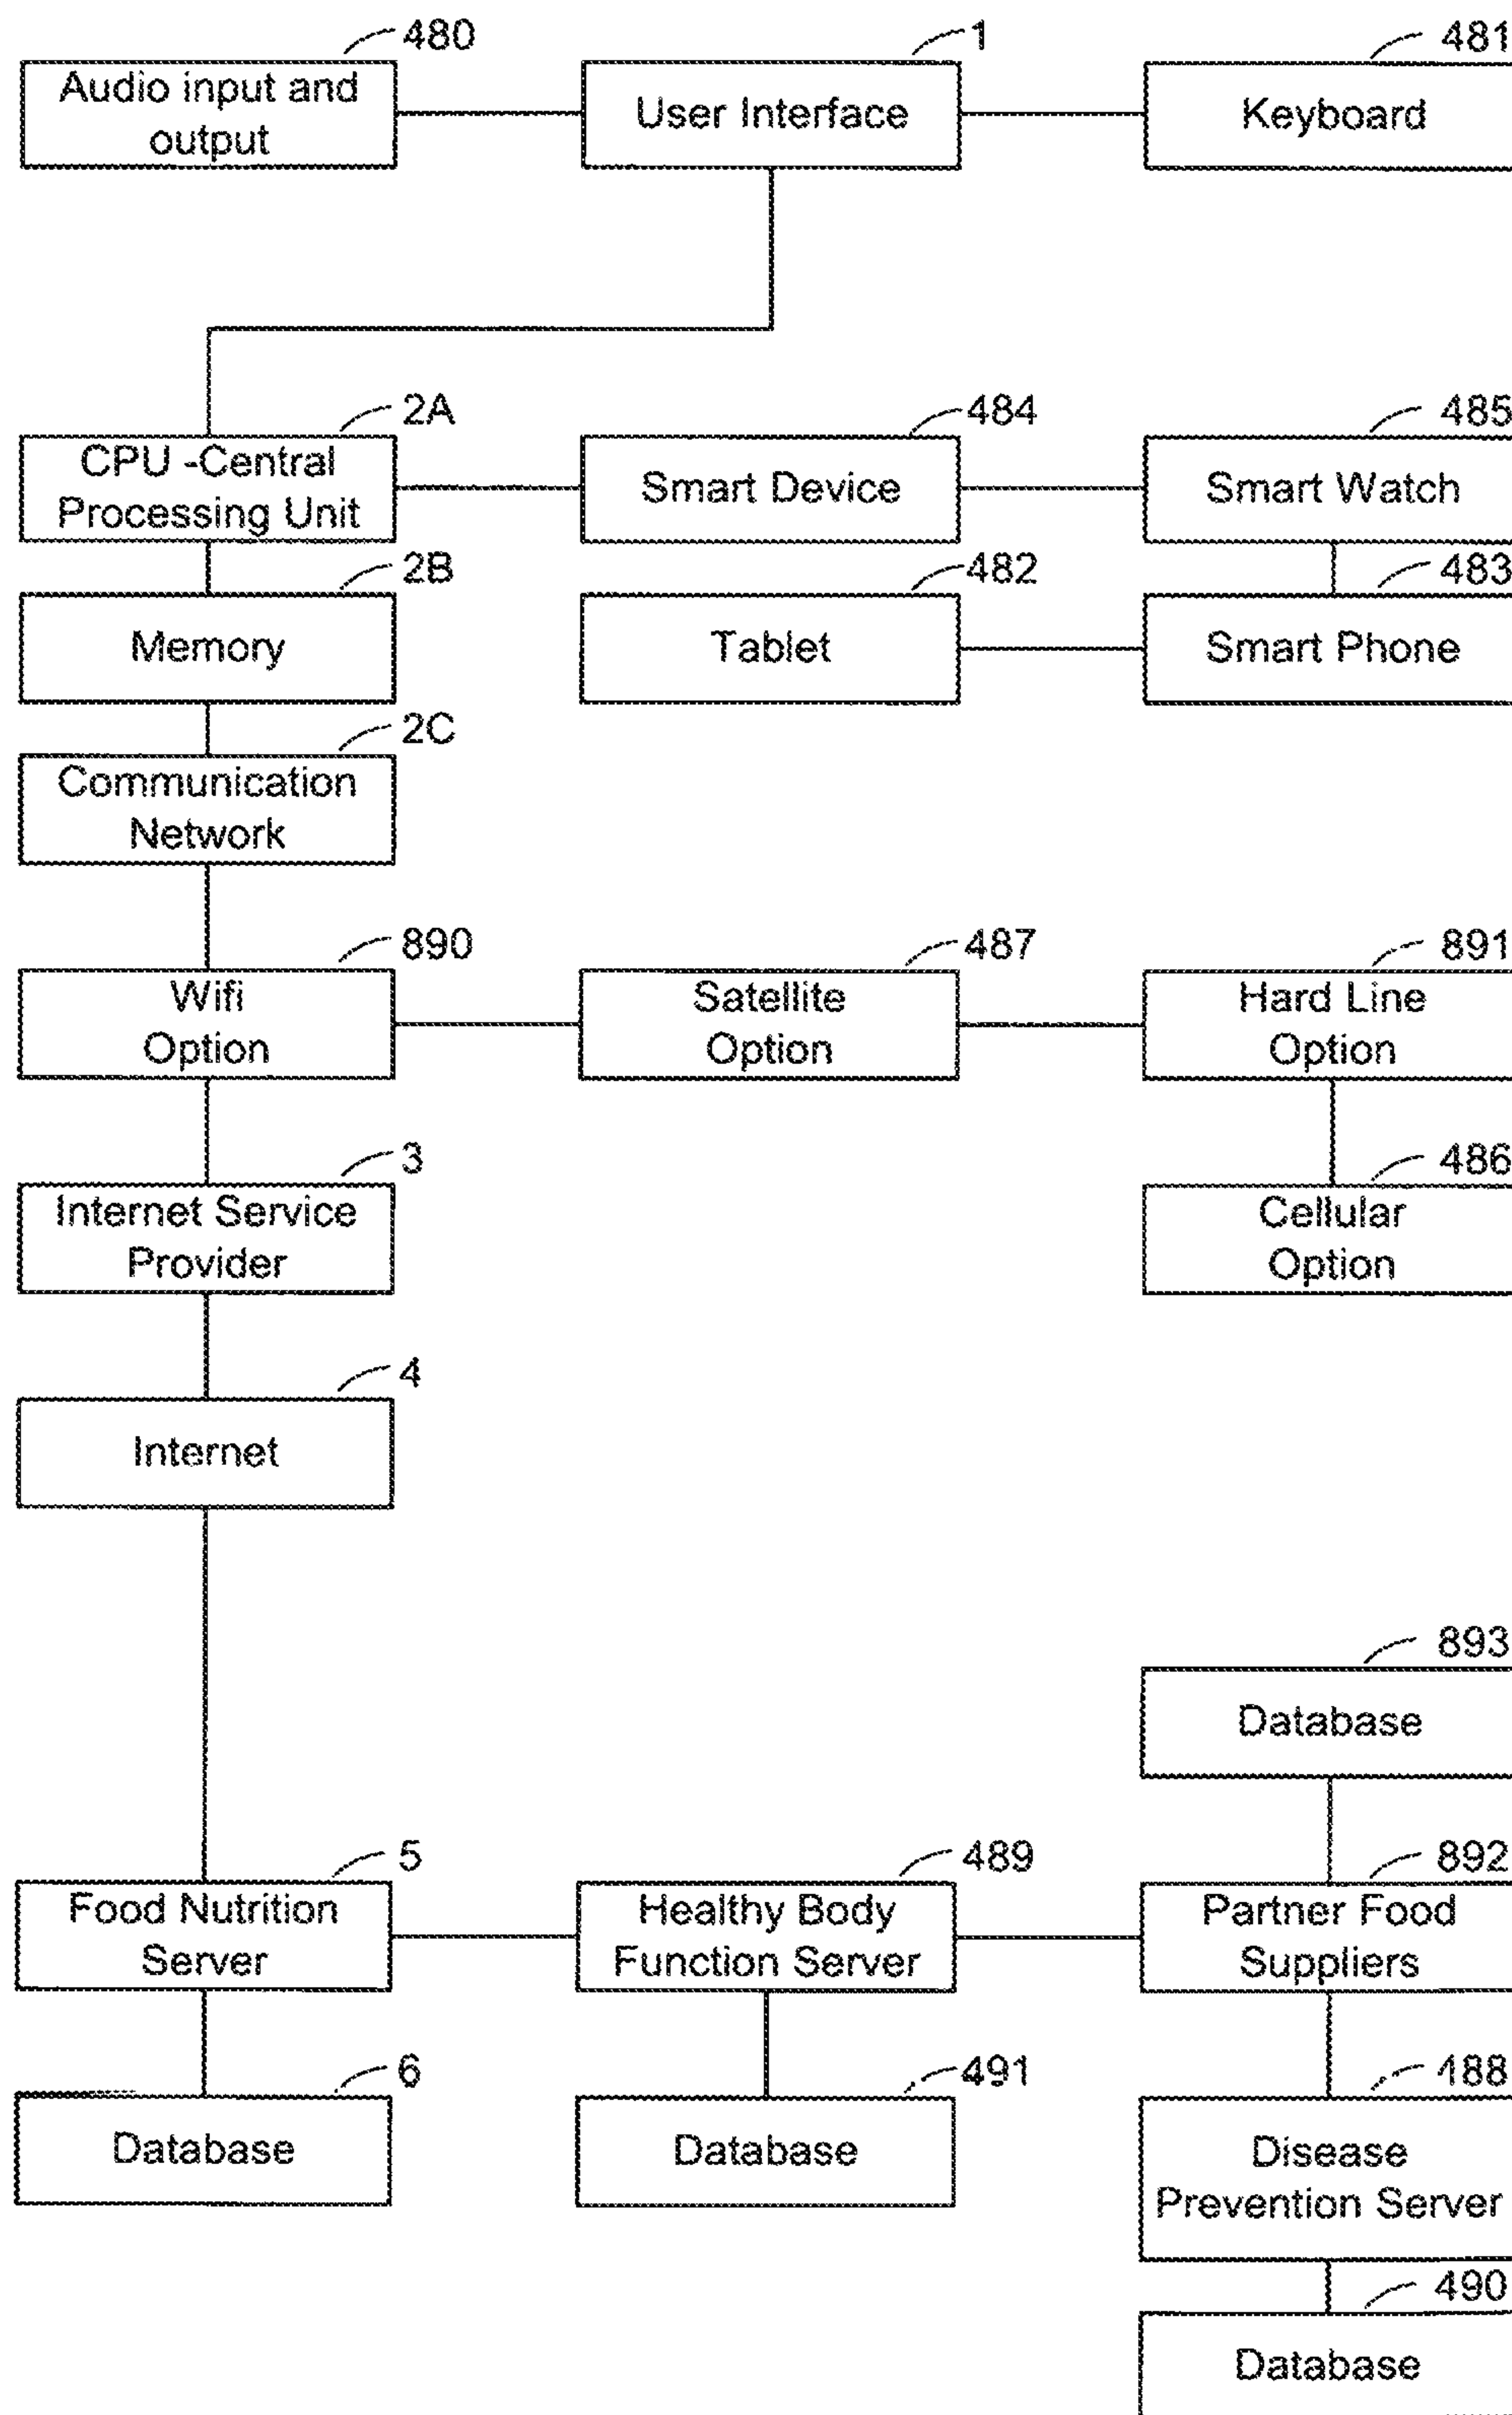 480
1
481
Audio input and
output
User Interface
Keyboard
2A
484
485
CPU -Central
Processing Unit
Smart Device
Smart Watch
2B
482
483
Memory
Tablet
Smart Phone
2C
Communication
Network
890
487
891
Wifi
Option
Satellite
Option
Hard Line
Option
3
486
Internet Service
Provider
Cellular
Option
4
Internet
893
Database
5
489
892
Food Nutrition
Server
Healthy Body
Function Server
Partner Food
Suppliers
6
491
488
Database
Database
Disease
Prevention Server
490
Database